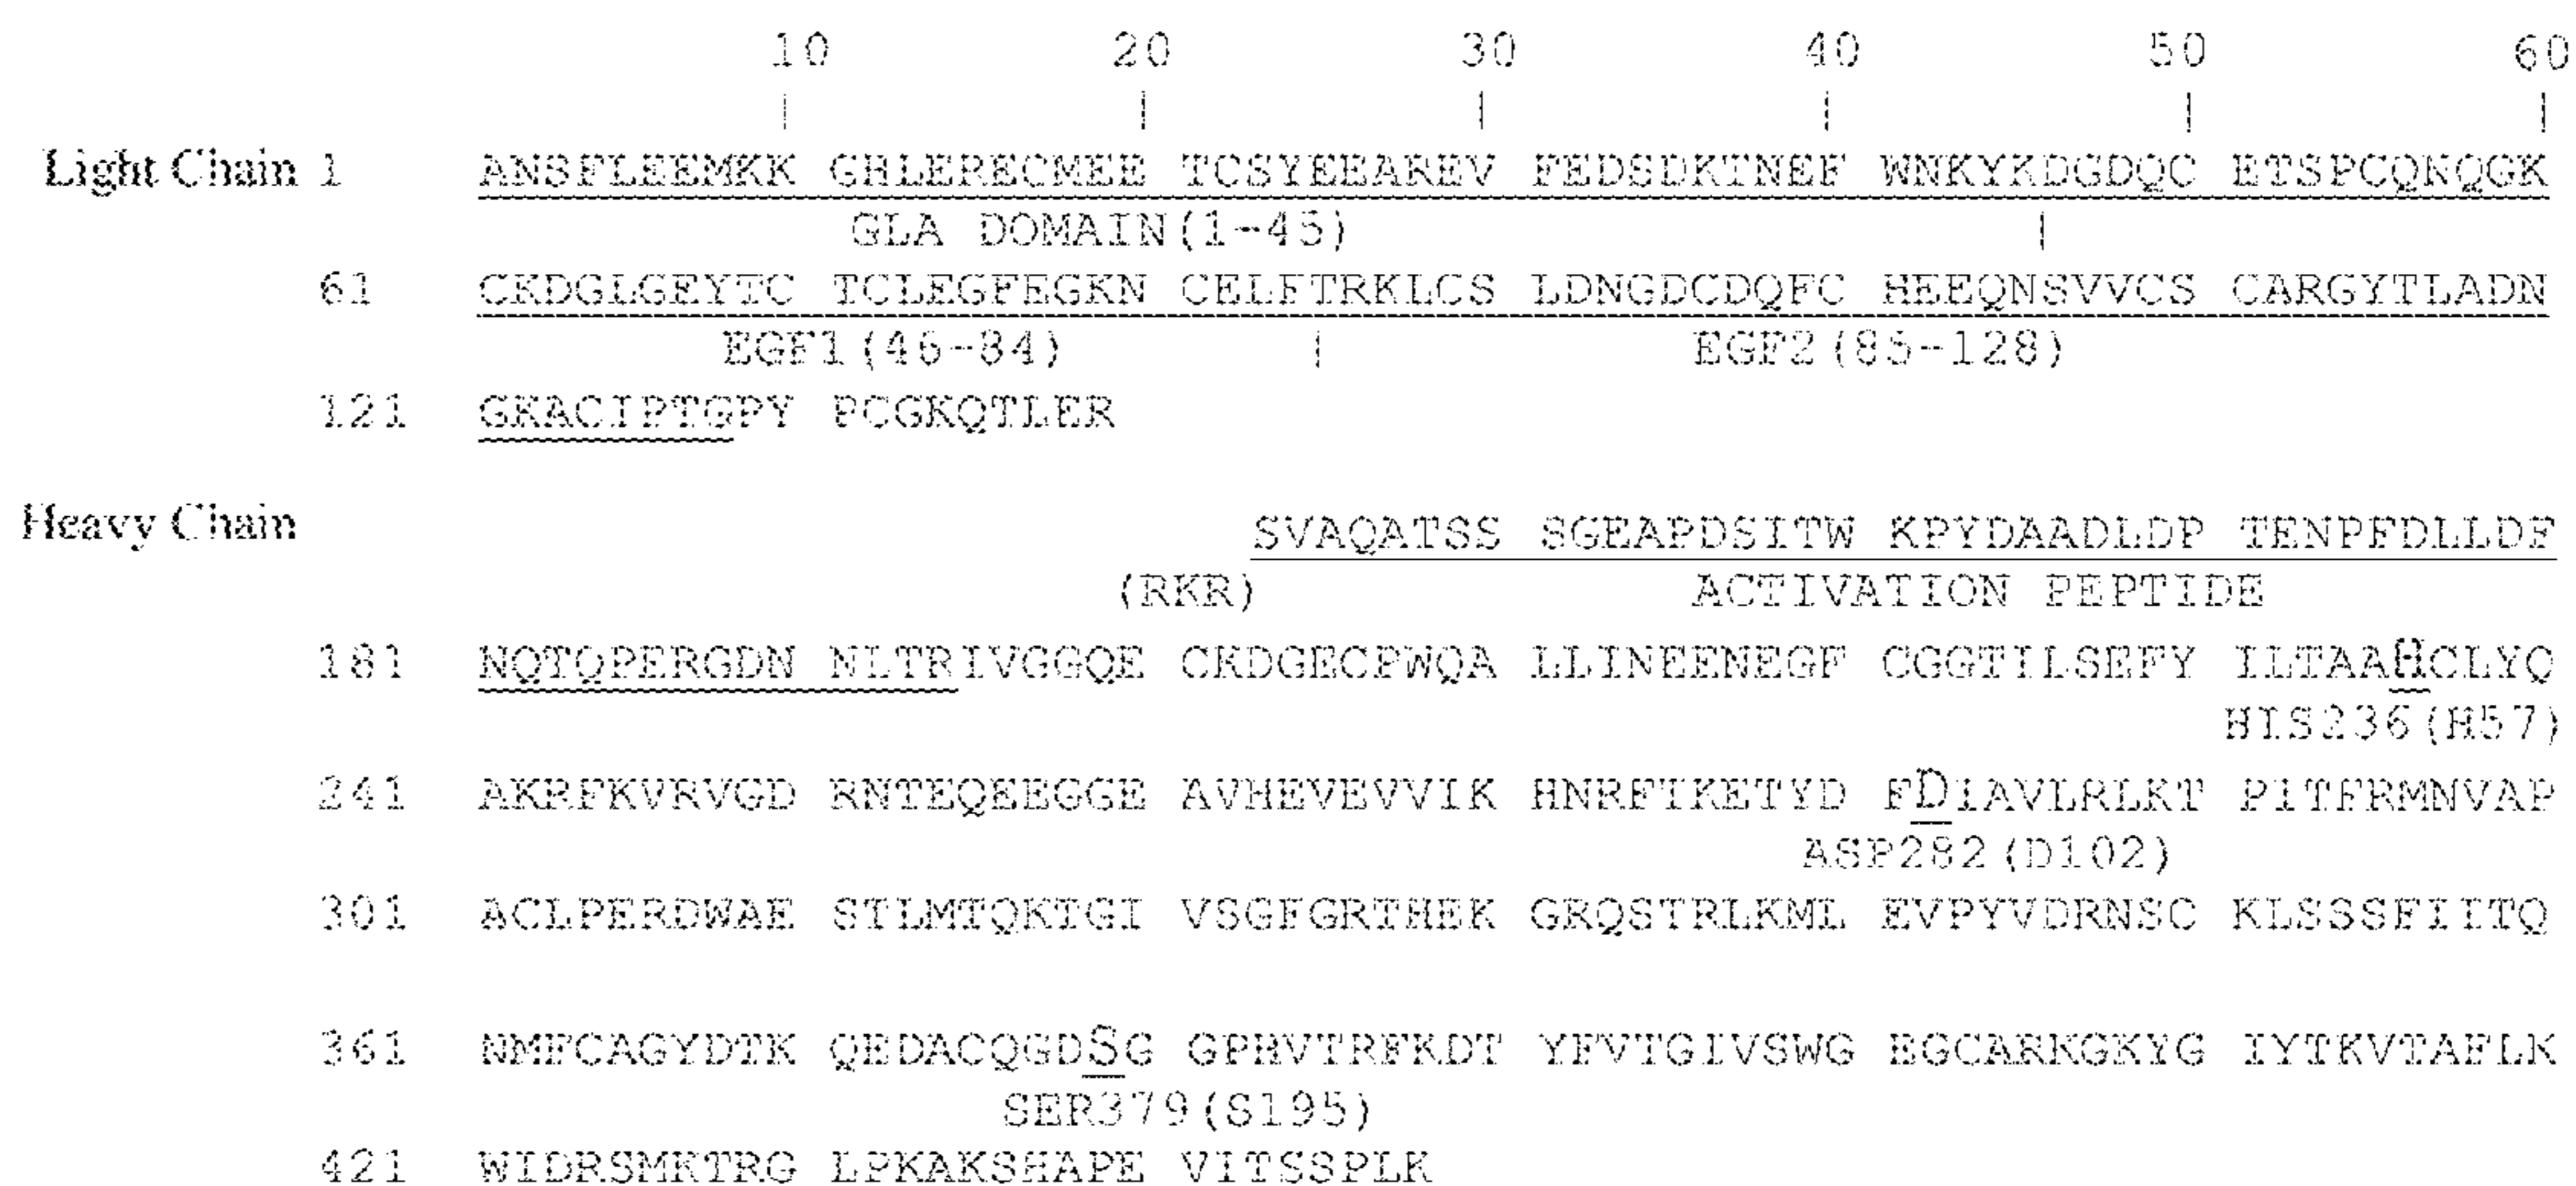 10 20 30 40 50 60
| | | | | |
Light Chain 1 ANSFLEEMKK GHLERECMEE TCSYEEAREV FEDSDKTNEF WNKYKDGDQC ETSPCQNQGK
GLA DOMAIN(1-45) |
61 CKDGLGEYTC TCLEGFEGKN CELFTRKLCS LDNGDCDQFC HEEQNSVVCS CARGYTLADN
EGF1(46-84) | EGF2(85-128)
121 GKACIPTGPY PCGKQTLER
Heavy Chain SVAQATSS SGEAPDSITW KPYDAADLDP TENPFDLLDF
(RKR) ACTIVATION PEPTIDE
181 NQTQPERGDN NLTRIVGGQE CKDGECPWQA LLINEENEGF CGGTILSEFY ILTAAHCLYQ
HIS236(H57)
241 AKRFKVRVGD RNTEQEEGGE AVHEVEVVIK HNRFTKETYD FDIAVLRLKT PITFRMNVAP
ASP282(D102)
301 ACLPERDWAE STLMTQKTGI VSGFGRTHEK GRQSTRLKML EVPYVDRNSC KLSSSFIITQ
361 NMFCAGYDTK QEDACQGDSG GPHVTRFKDT YFVTGIVSWG EGCARKGKYG IYTKVTAFLK
SER379(S195)
421 WIDRSMKTRG LPKAKSHAPE VITSSPLK